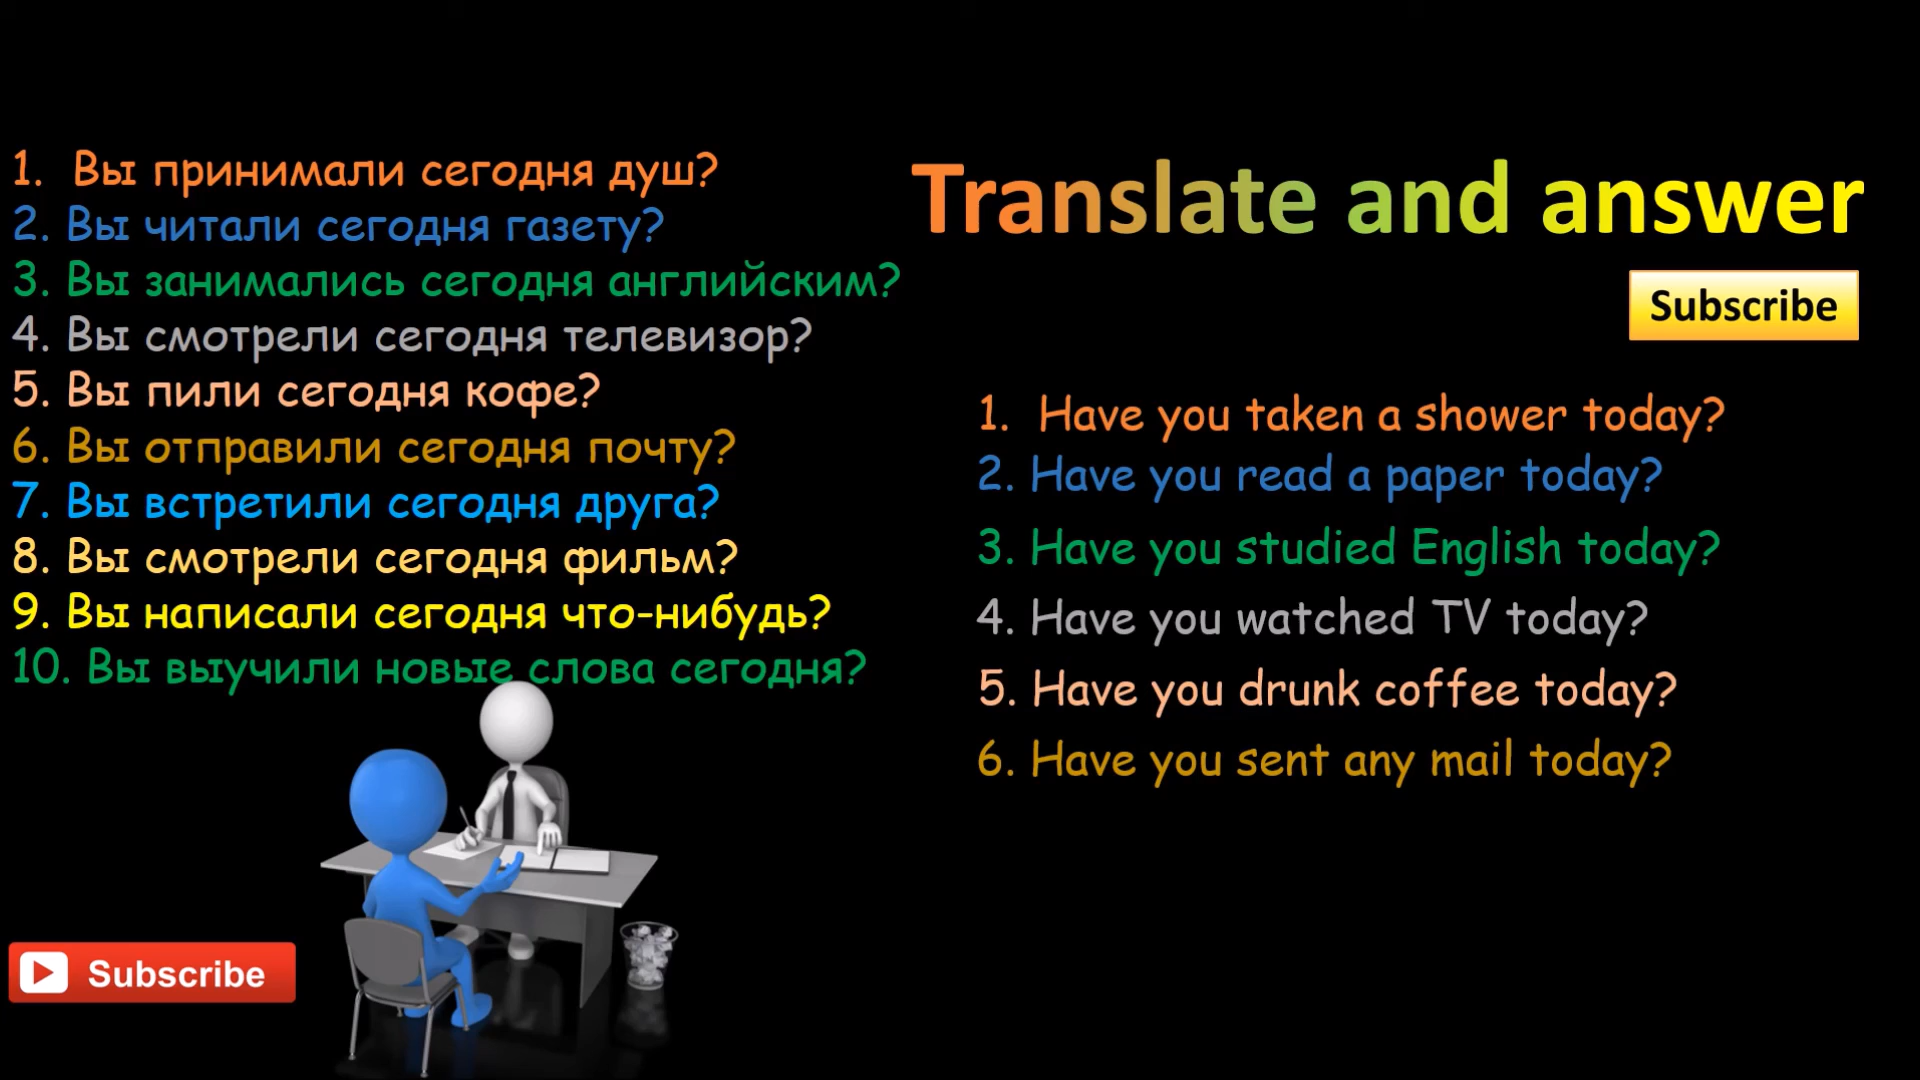 1. Вы принимали сегодня душ?
2. Вы читали сегодня газету?
3. Вы занимались сегодня английским?
4. Вы смотрели сегодня телевизор?
5. Вы пили сегодня кофе?
6. Вы отправили сегодня почту?
7. Вы встретили сегодня друга?
8. Вы смотрели сегодня фильм?
9. Вы написали сегодня что-нибудь?
10. Вы выучили новые слова сегодня?
Subscribe
Translate and answer
Subscribe
1. Have you taken a shower today?
2. Have you read a paper today?
3. Have you studied English today?
4. Have you watched TV today?
5. Have you drunk coffee today?
6. Have you sent any mail today?